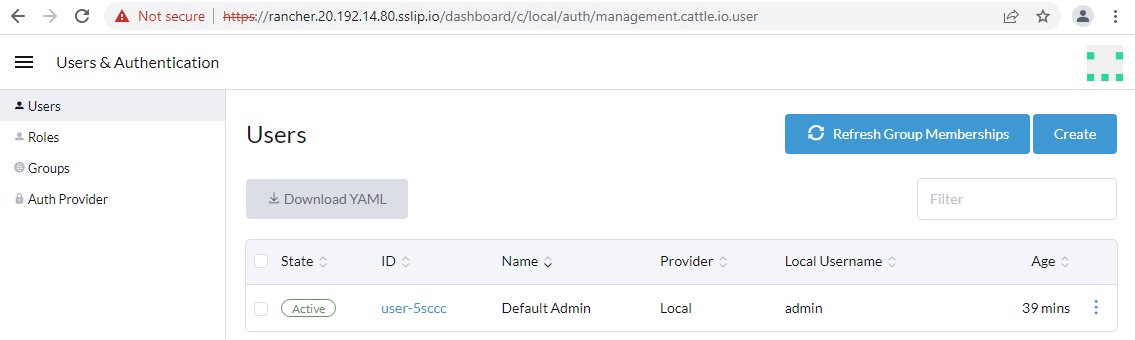 Not secure | https://rancher.20.192.14.80.sslip.io/dashboard/c/local/auth/management.cattle.io.user
Users & Authentication
Users
Roles
Groups
Auth Provider
Users
Refresh Group Memberships
Create
Download YAML
Filter
State ID Name Provider Local Username Age
Active user-5sccc Default Admin Local admin 39 mins